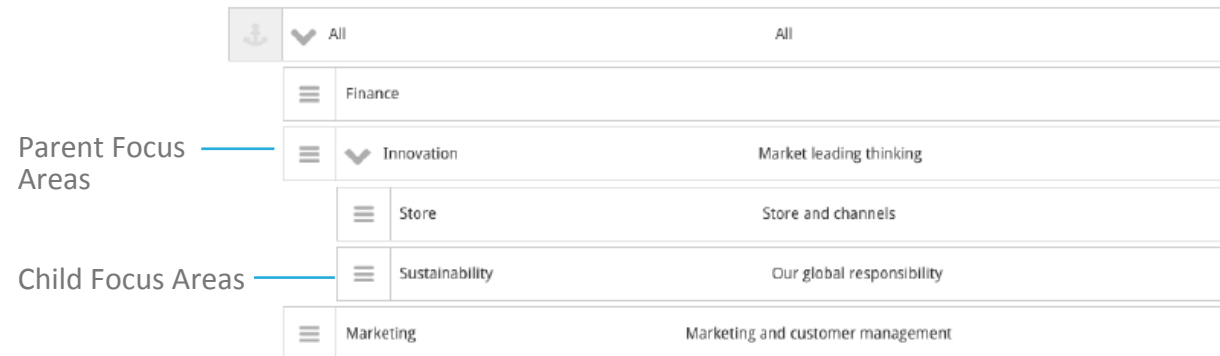 All All
Finance
Parent Focus Areas
Innovation Market leading thinking
Store Store and channels
Child Focus Areas
Sustainability Our global responsibility
Marketing Marketing and customer management